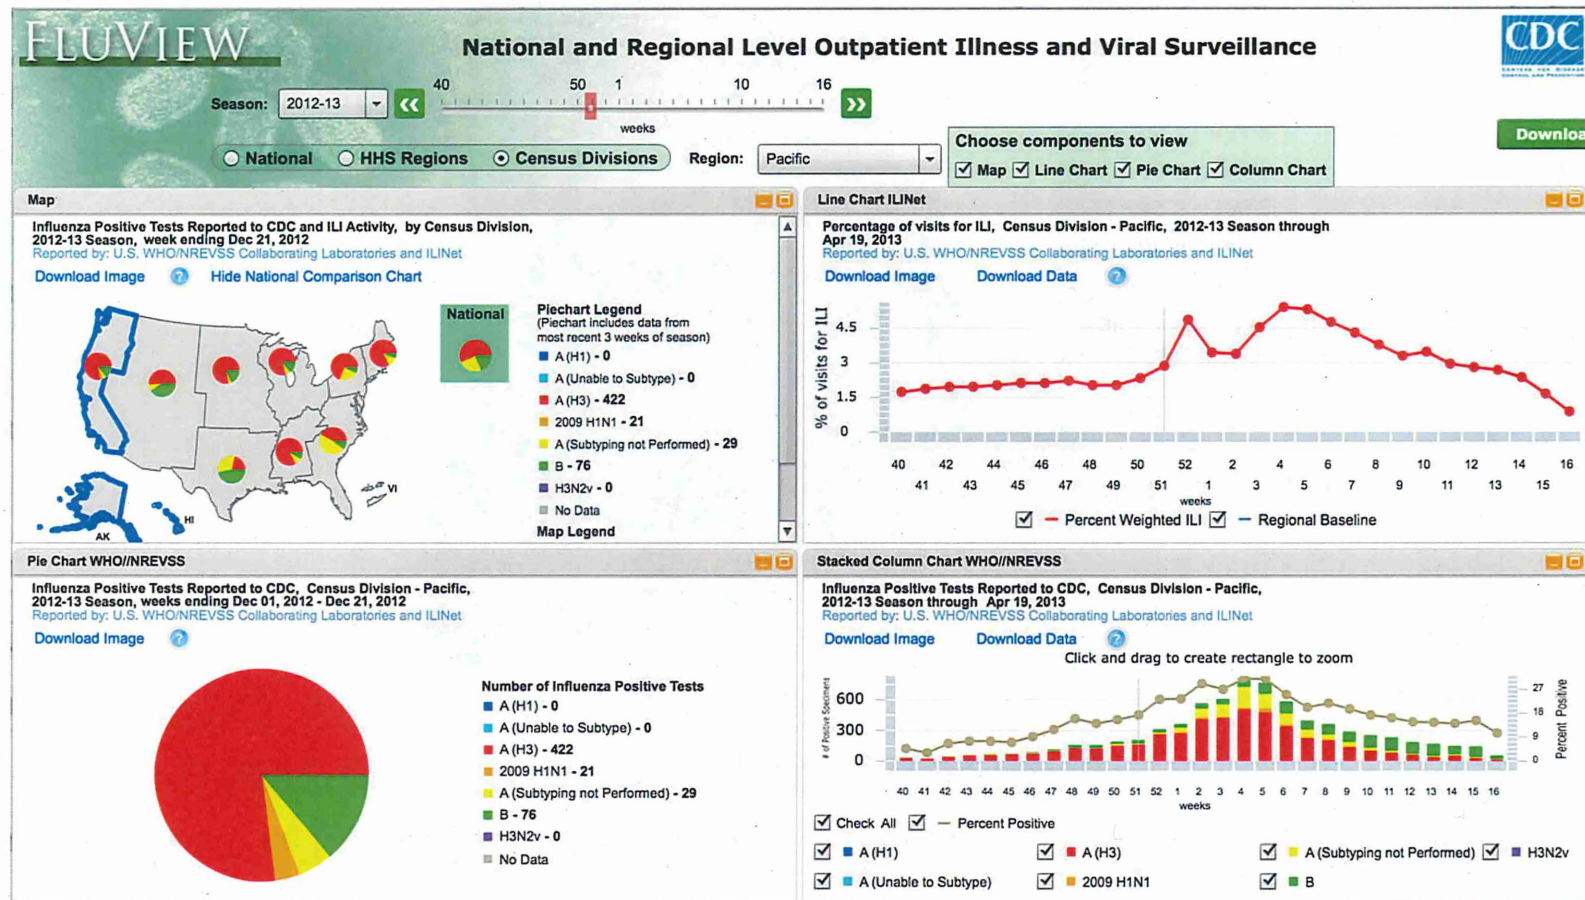 FLUVIEW
National and Regional Level Outpatient Illness and Viral Surveillance
CDC
CENTERS FOR DISEASE
CONTROL AND PREVENTION
40 50 1 10 16
Season: 2012-13
weeks
National HHS Regions Census Divisions Region: Pacific
Choose components to view
Map Line Chart Pie Chart Column Chart
Downloa
Map
Influenza Positive Tests Reported to CDC and ILI Activity, by Census Division,
2012-13 Season, week ending Dec 21, 2012
Reported by: U.S. WHO/NREVSS Collaborating Laboratories and ILINet
Download Image ? Hide National Comparison Chart
National
Piechart Legend
(Piechart includes data from
most recent 3 weeks of season)
A (H1) - 0
A (Unable to Subtype) - 0
A (H3) - 422
2009 H1N1 - 21
A (Subtyping not Performed) - 29
B - 76
H3N2v - 0
No Data
Map Legend
AK
HI
VI
Line Chart ILINet
Percentage of visits for ILI, Census Division - Pacific, 2012-13 Season through
Apr 19, 2013
Reported by: U.S. WHO/NREVSS Collaborating Laboratories and ILINet
Download Image Download Data ?
% of visits for ILI
4.5
3
1.5
0
40 42 44 46 48 50 52 2 4 6 8 10 12 14 16
41 43 45 47 49 51 1 3 5 7 9 11 13 15
weeks
Percent Weighted ILI Regional Baseline
Pie Chart WHO//NREVSS
Influenza Positive Tests Reported to CDC, Census Division - Pacific,
2012-13 Season, weeks ending Dec 01, 2012 - Dec 21, 2012
Reported by: U.S. WHO/NREVSS Collaborating Laboratories and ILINet
Download Image ?
Number of Influenza Positive Tests
A (H1) - 0
A (Unable to Subtype) - 0
A (H3) - 422
2009 H1N1 - 21
A (Subtyping not Performed) - 29
B - 76
H3N2v - 0
No Data
Stacked Column Chart WHO//NREVSS
Influenza Positive Tests Reported to CDC, Census Division - Pacific,
2012-13 Season through Apr 19, 2013
Reported by: U.S. WHO/NREVSS Collaborating Laboratories and ILINet
Download Image Download Data ?
Click and drag to create rectangle to zoom
# of Positive Specimens
600
300
0
27
18
9
0
Percent Positive
40 41 42 43 44 45 46 47 48 49 50 51 52 1 2 3 4 5 6 7 8 9 10 11 12 13 14 15 16
weeks
Check All Percent Positive
A (H1) A (H3) A (Subtyping not Performed) H3N2v
A (Unable to Subtype) 2009 H1N1 B